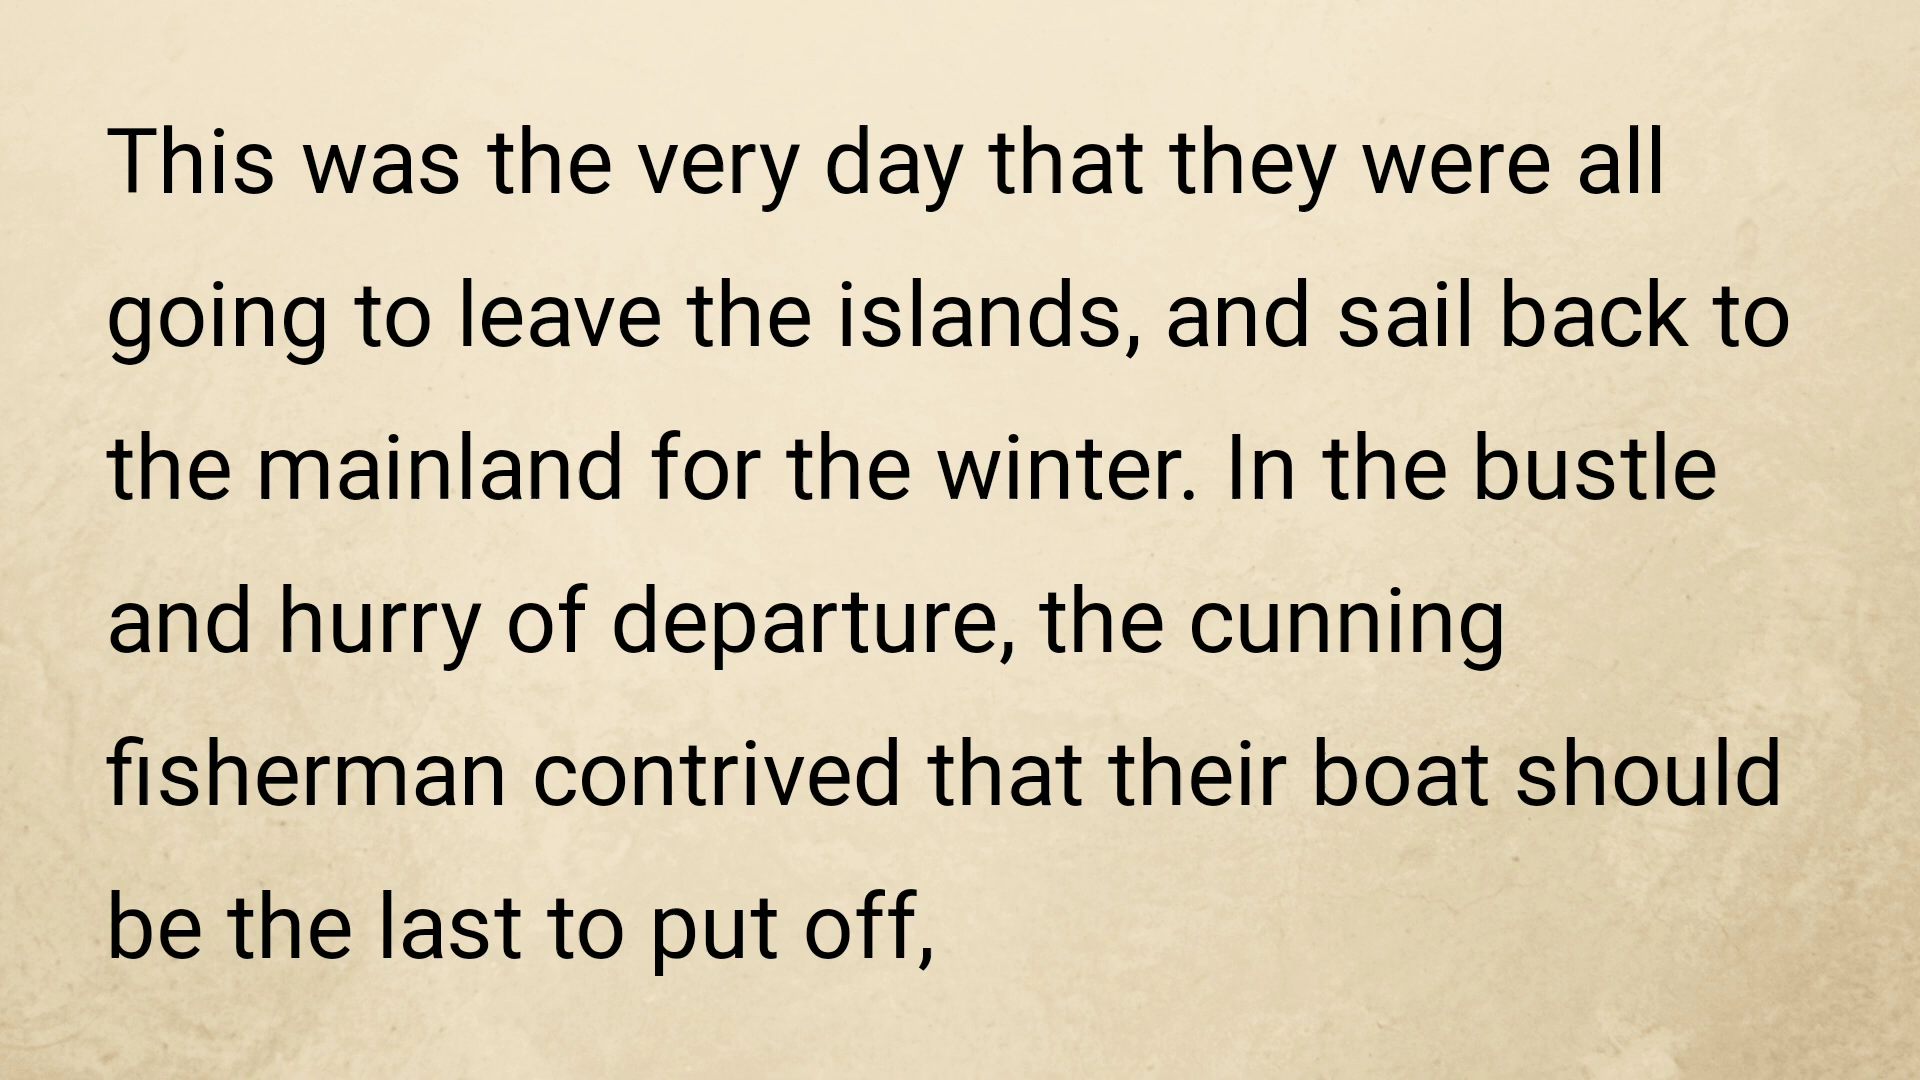 This was the very day that they were all
going to leave the islands, and sail back to
the mainland for the winter. In the bustle
and hurry of departure, the cunning
fisherman contrived that their boat should
be the last to put off,